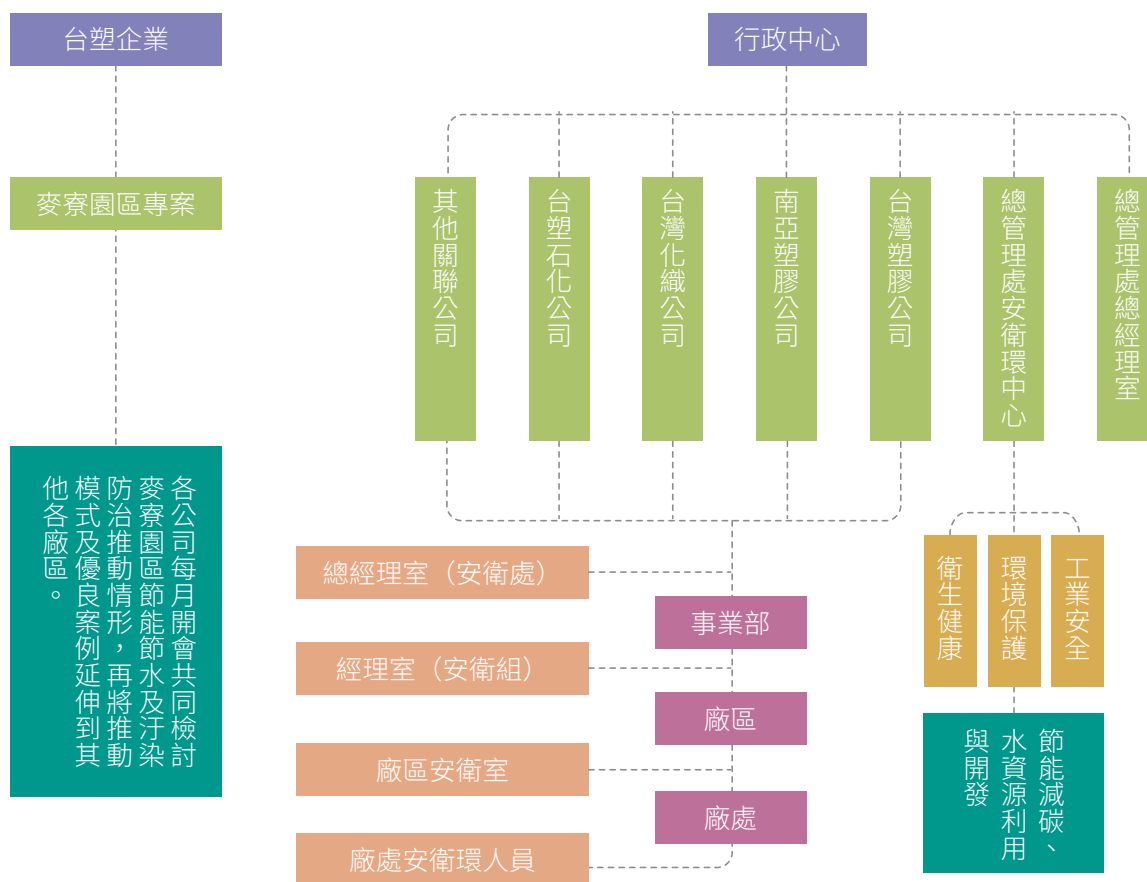 台塑企業
麥寮園區專案
各公司每月開會共同檢討
麥寮園區節能節水及汙染
防治推動情形，再將推動
模式及優良案例延伸到其
他各廠區。
行政中心
其他關聯公司
台塑石化公司
台灣化纖公司
南亞塑膠公司
台灣塑膠公司
總管理處安衛環中心
總管理處總經理室
總經理室（安衛處）
事業部
經理室（安衛組）
廠區
廠區安衛室
廠處
廠處安衛環人員
衛生健康
環境保護
工業安全
節能減碳、
水資源利用
與開發